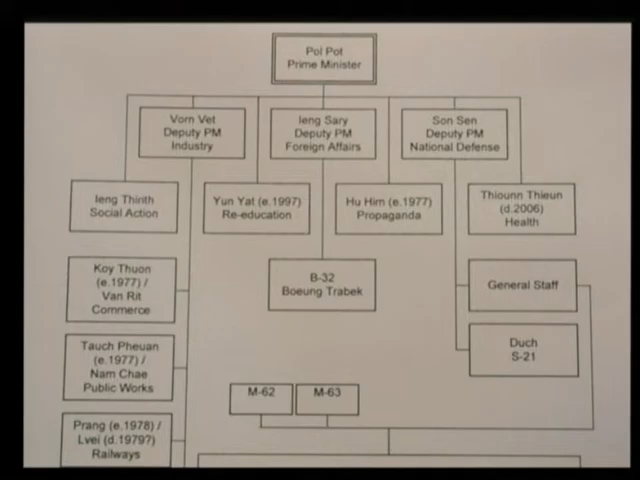 Pol Pot
Prime Minister
Vorn Vet
Deputy PM
Industry
Ieng Sary
Deputy PM
Foreign Affairs
Son Sen
Deputy PM
National Defense
Ieng Thirith
Social Action
Yun Yat (e.1997)
Re-education
Hu Him (e.1977)
Propaganda
Thiounn Thieun
(d.2006)
Health
Koy Thuon
(e.1977) /
Van Rit
Commerce
B-32
Boeung Trabek
General Staff
Tauch Pheuan
(e.1977) /
Nam Chae
Public Works
Duch
S-21
M-62
M-63
Prang (e.1978) /
Lvei (d.1979?)
Railways